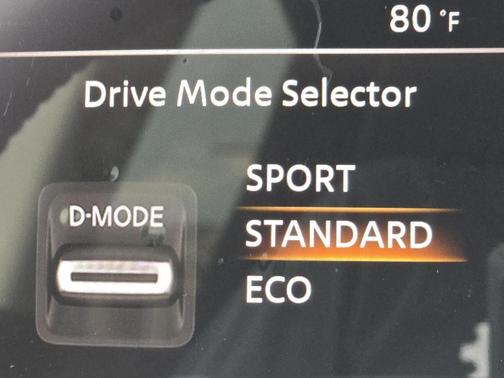 80 °F
Drive Mode Selector
SPORT
D-MODE
STANDARD
ECO